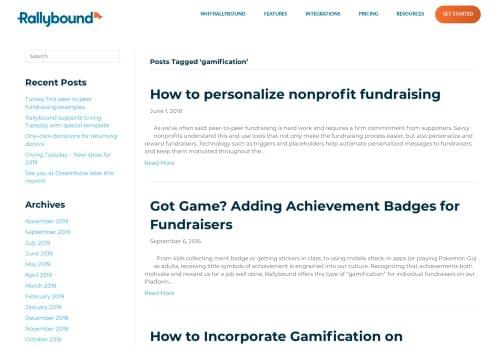 Rallybound
WHY RALLYBOUND
FEATURES
INTEGRATIONS
PRICING
RESOURCES
GET STARTED
Search
Recent Posts
Turkey Trot peer to peer
fundraising examples
Rallybound supports Giving
Tuesday with special template
One-click donations for returning
donors
Giving Tuesday – New ideas for
2019
See you at Dreamforce later this
month!
Archives
November 2019
September 2019
July 2019
June 2019
May 2019
April 2019
March 2019
February 2019
January 2019
December 2018
November 2018
October 2018
Posts Tagged ‘gamification’
How to personalize nonprofit fundraising
June 1, 2018
As we’ve often said peer-to-peer fundraising is hard work and requires a firm commitment from supporters. Savvy
nonprofits understand this and use tools that not only make the fundraising process easier, but also personalize and
reward fundraisers. Technology such as triggers and placeholders help automate personalized messages to fundraisers
and keep them motivated throughout the...
Read More
Got Game? Adding Achievement Badges for
Fundraisers
September 6, 2016
From kids collecting merit badge or getting stickers in class, to using mobile check-in apps (or playing Pokemon Go)
as adults, receiving little symbols of achievement is engrained into our culture. Recognizing that achievements both
motivate and reward us for a job well done, Rallybound offers this type of “gamification” for individual fundraisers on our
Platform...
Read More
How to Incorporate Gamification on